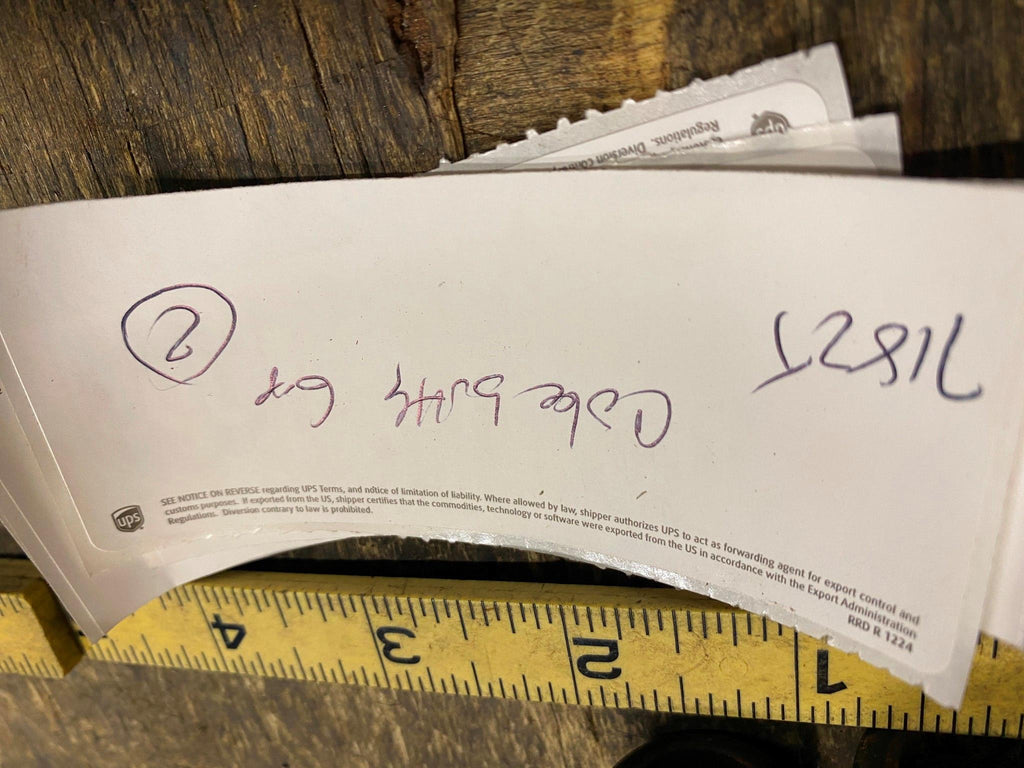 2
SEE NOTICE ON REVERSE regarding UPS Terms, and notice of limitation of liability. Where allowed by law, shipper authorizes UPS to act as forwarding agent for export control and
customs purposes. If exported from the US, shipper certifies that the commodities, technology or software were exported from the US in accordance with the Export Administration
Regulations. Diversion contrary to law is prohibited.
RRD R 1224
ups
ups
Regulations. Diversion
4 3 2 1